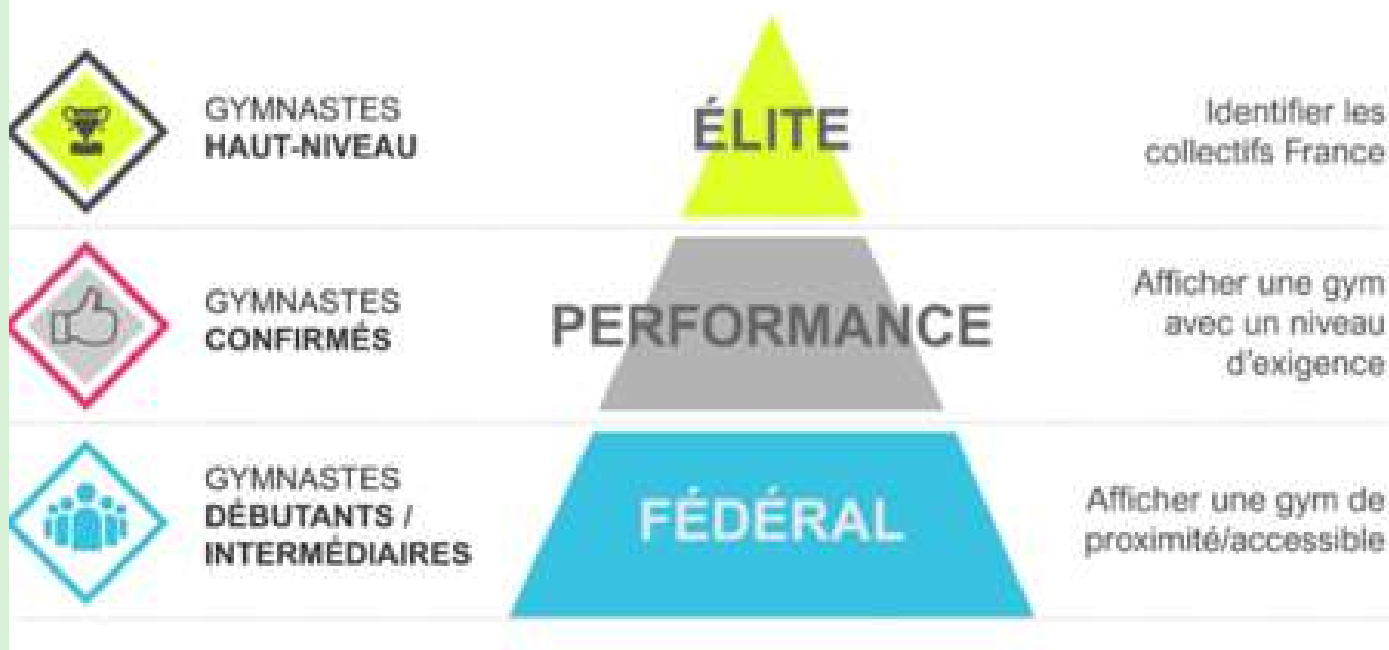 GYMNASTES
HAUT-NIVEAU
ÉLITE
Identifier les
collectifs France
GYMNASTES
CONFIRMÉS
PERFORMANCE
Afficher une gym
avec un niveau
d'exigence
GYMNASTES
DÉBUTANTS /
INTERMÉDIAIRES
FÉDÉRAL
Afficher une gym de
proximité/accessible